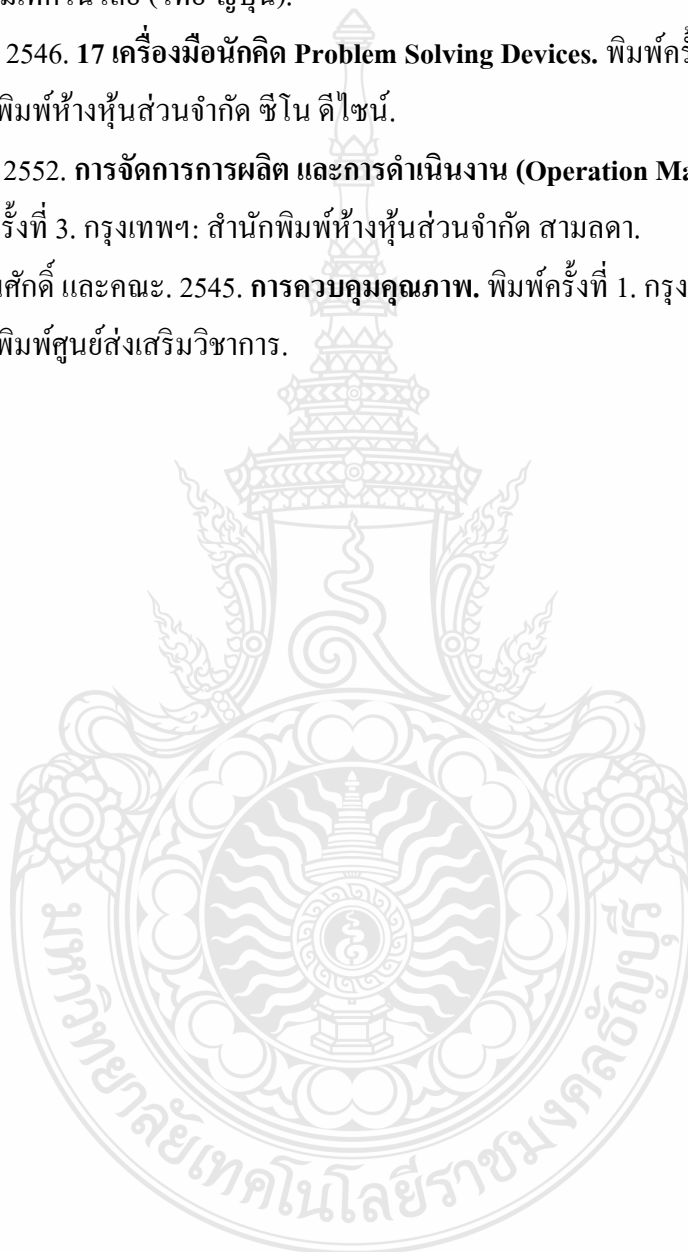 2546. 17 เครื่องมือนักคิด Problem Solving Devices. พิมพ์ครั้
พิมพ์ห้างหุ้นส่วนจำกัด ซีโน ดีไซน์.
2552. การจัดการการผลิต และการดำเนินงาน (Operation Ma
รั้งที่ 3. กรุงเทพฯ: สำนักพิมพ์ห้างหุ้นส่วนจำกัด สามลดา.
นศักดิ์ และคณะ. 2545. การควบคุมคุณภาพ. พิมพ์ครั้งที่ 1. กรุง
พิมพ์ศูนย์ส่งเสริมวิชาการ.
มหาวิทยาลัยเทคโนโลยีราชมงคลธัญบุรี